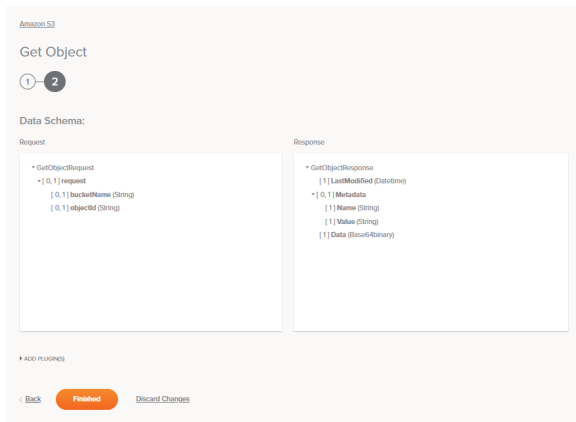 Amazon S3
Get Object
1 2
Data Schema:
Request
Response
GetObjectRequest
[ 0, 1 ] request
[ 0, 1 ] bucketName (String)
[ 0, 1 ] objectId (String)
GetObjectResponse
[ 1 ] LastModified (Datetime)
[ 0, 1 ] Metadata
[ 1 ] Name (String)
[ 1 ] Value (String)
[ 1 ] Data (Base64binary)
ADD PLUGIN(S)
< Back Finished Discard Changes